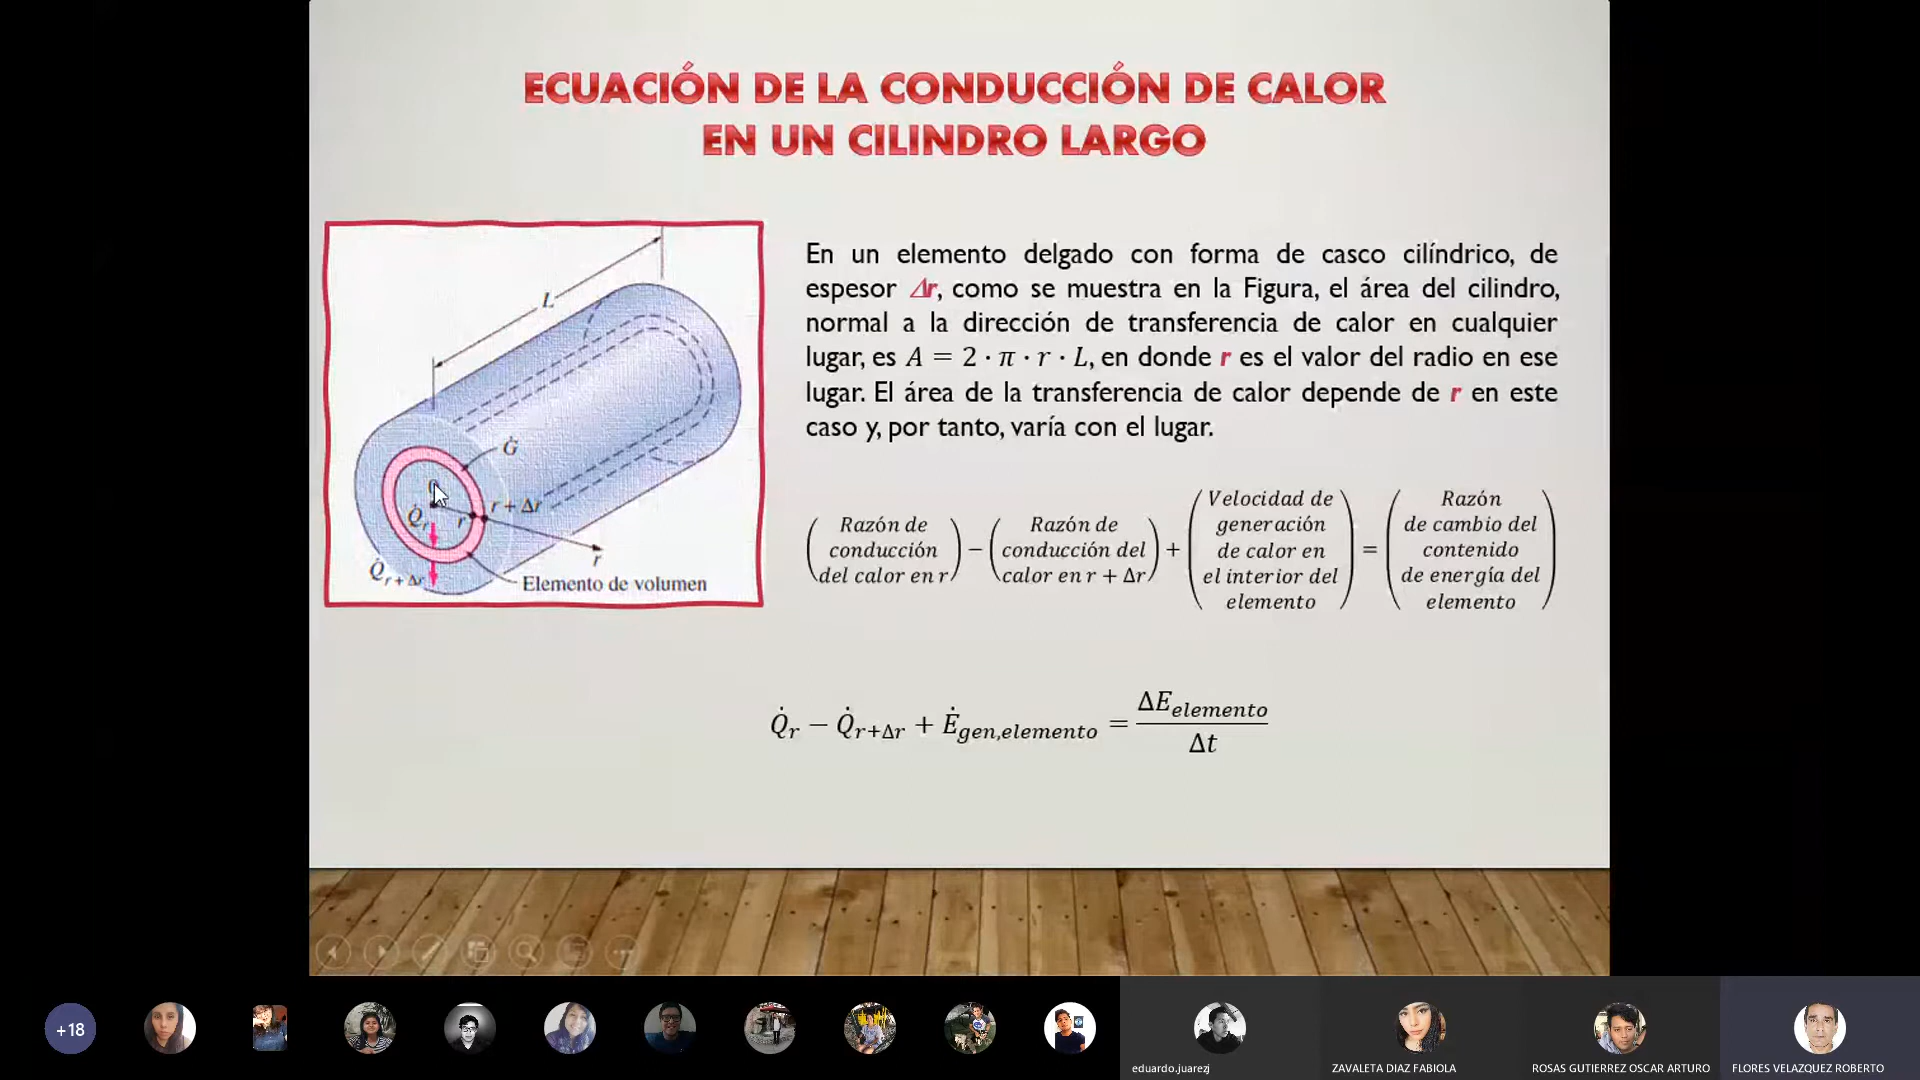 ECUACIÓN DE LA CONDUCCIÓN DE CALOR
EN UN CILINDRO LARGO
L
Ġ
Q̇r
r
r + Δr
r
Q̇r + Δr
Elemento de volumen
En un elemento delgado con forma de casco cilíndrico, de
espesor Δr, como se muestra en la Figura, el área del cilindro,
normal a la dirección de transferencia de calor en cualquier
lugar, es A = 2 · π · r · L, en donde r es el valor del radio en ese
lugar. El área de la transferencia de calor depende de r en este
caso y, por tanto, varía con el lugar.
(Razón de conducción del calor en r) − (Razón de conducción del calor en r + Δr) + (Velocidad de generación de calor en el interior del elemento) = (Razón de cambio del contenido de energía del elemento)
Q̇r − Q̇r+Δr + Ėgen,elemento = ΔEelemento / Δt
+18
eduardo.juarezj
ZAVALETA DIAZ FABIOLA
ROSAS GUTIERREZ OSCAR ARTURO
FLORES VELAZQUEZ ROBERTO